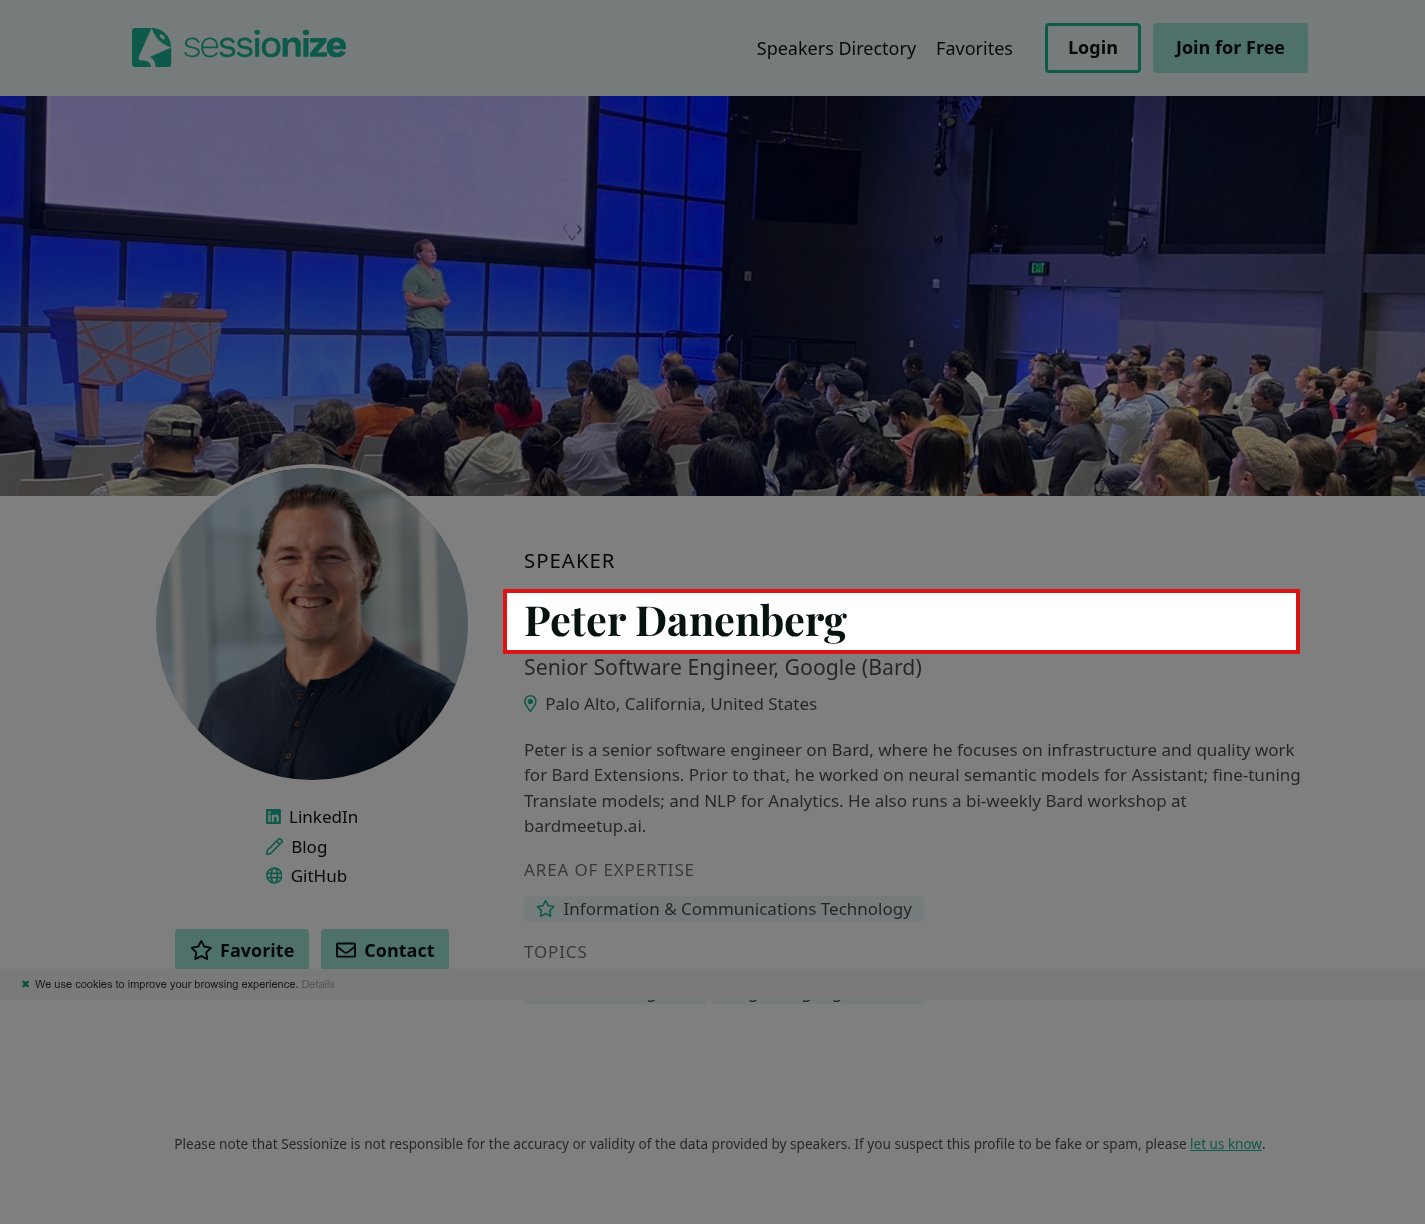 sessionize
Speakers Directory
Favorites
Login
Join for Free
EXIT
SPEAKER
Peter Danenberg
Senior Software Engineer, Google (Bard)
Palo Alto, California, United States
Peter is a senior software engineer on Bard, where he focuses on infrastructure and quality work
for Bard Extensions. Prior to that, he worked on neural semantic models for Assistant; fine-tuning
Translate models; and NLP for Analytics. He also runs a bi-weekly Bard workshop at
bardmeetup.ai.
LinkedIn
Blog
GitHub
AREA OF EXPERTISE
Information & Communications Technology
Favorite
Contact
TOPICS
We use cookies to improve your browsing experience. Details
Please note that Sessionize is not responsible for the accuracy or validity of the data provided by speakers. If you suspect this profile to be fake or spam, please let us know.